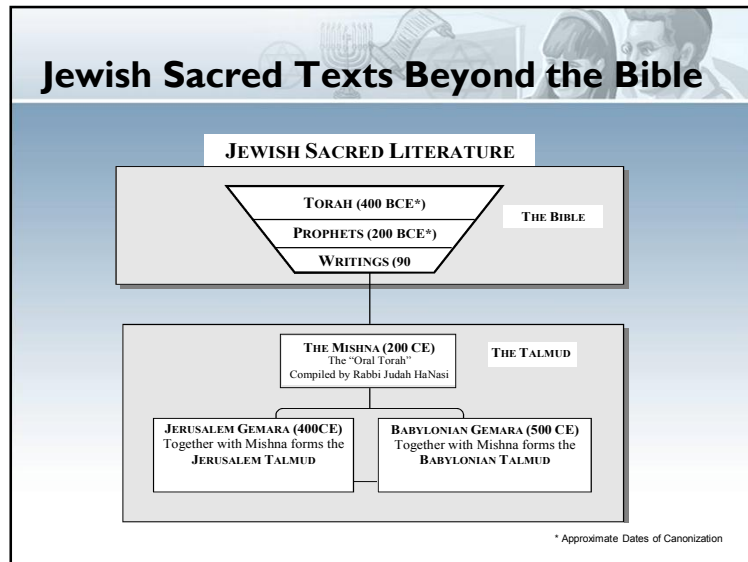 Jewish Sacred Texts Beyond the Bible
JEWISH SACRED LITERATURE
TORAH (400 BCE*)
PROPHETS (200 BCE*)
WRITINGS (90
THE BIBLE
THE MISHNA (200 CE)
The “Oral Torah”
Compiled by Rabbi Judah HaNasi
THE TALMUD
JERUSALEM GEMARA (400CE)
Together with Mishna forms the
JERUSALEM TALMUD
BABYLONIAN GEMARA (500 CE)
Together with Mishna forms the
BABYLONIAN TALMUD
* Approximate Dates of Canonization